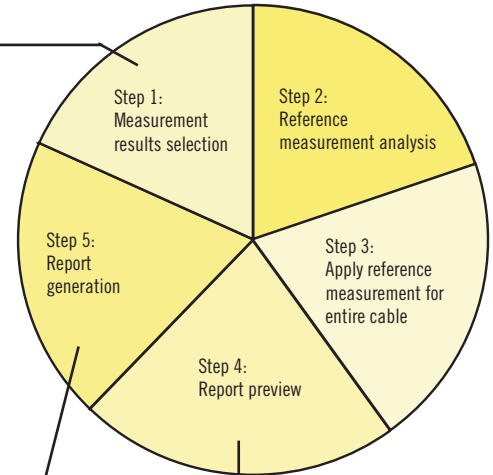 Step 1:
Measurement
results selection
Step 2:
Reference
measurement analysis
Step 3:
Apply reference
measurement for
entire cable
Step 4:
Report preview
Step 5:
Report
generation